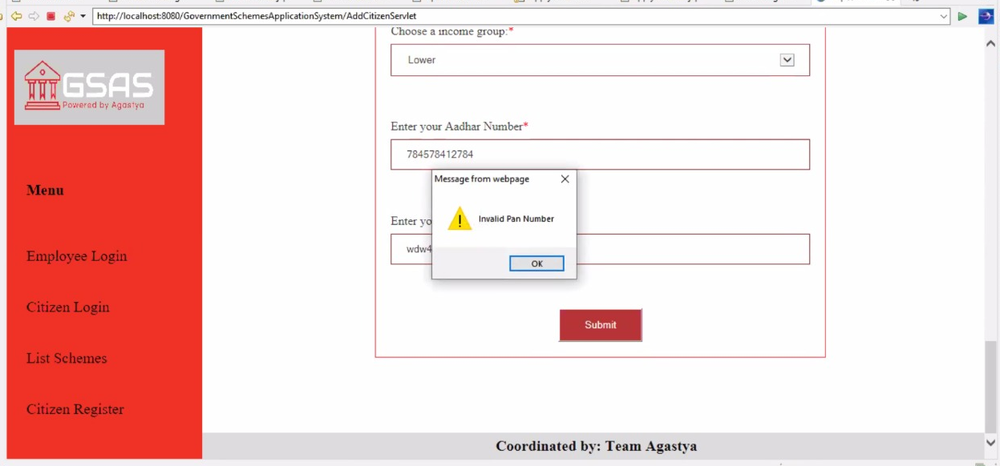 http://localhost:8080/GovernmentSchemesApplicationSystem/AddCitizenServlet
GSAS
Powered by Agastya
Menu
Employee Login
Citizen Login
List Schemes
Citizen Register
Choose a income group:*
Lower
Enter your Aadhar Number*
784578412784
Message from webpage
Invalid Pan Number
OK
Enter yo
wdw4
Submit
Coordinated by: Team Agastya